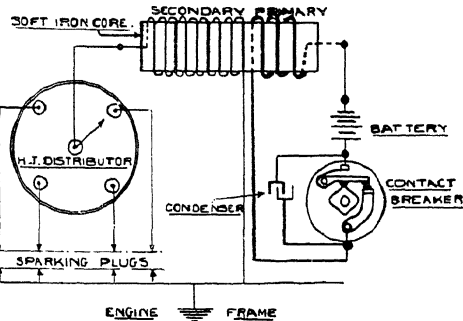 SECONDARY PRIMARY
SOFT IRON CORE.
H.T. DISTRIBUTOR
BATTERY
CONTACT
BREAKER
CONDENSER
SPARKING PLUGS
ENGINE FRAME